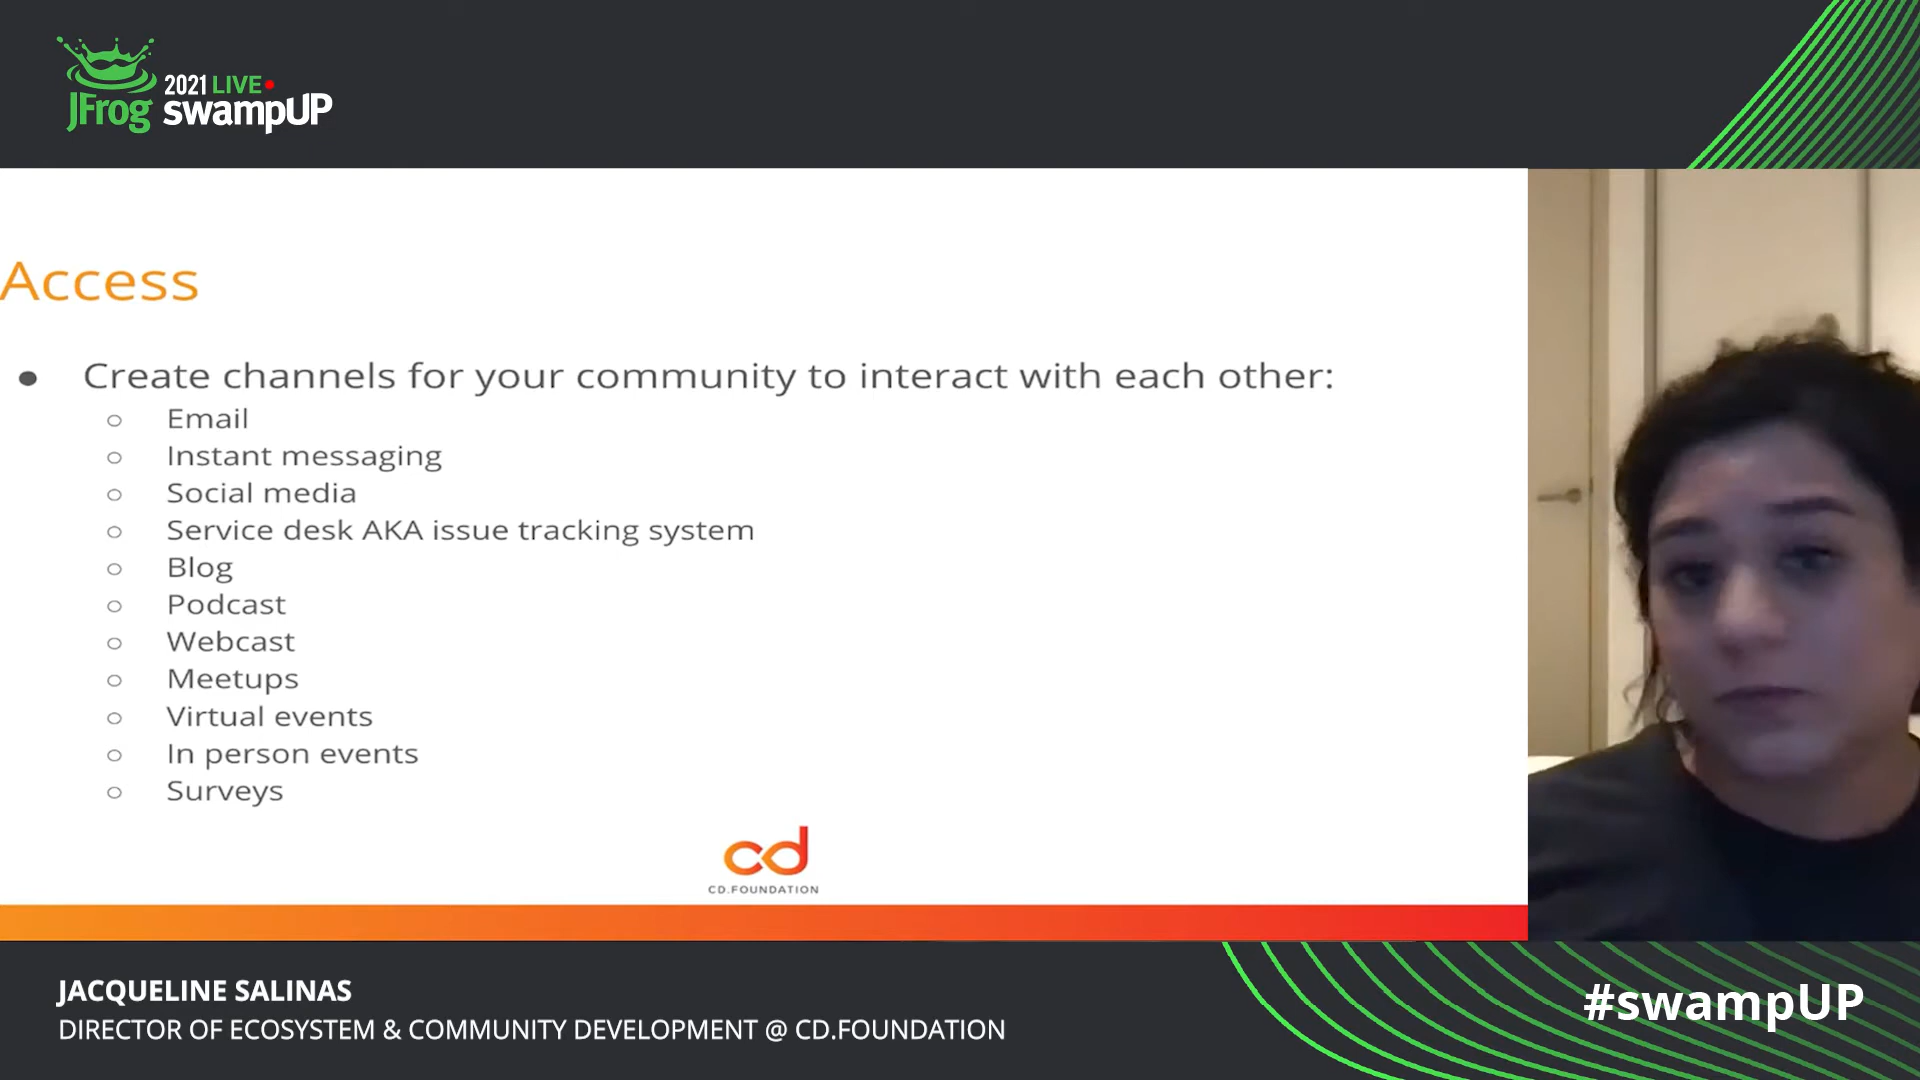 2021 LIVE
JFrog swampUP
Access
● Create channels for your community to interact with each other:
○ Email
○ Instant messaging
○ Social media
○ Service desk AKA issue tracking system
○ Blog
○ Podcast
○ Webcast
○ Meetups
○ Virtual events
○ In person events
○ Surveys
cd
CD.FOUNDATION
JACQUELINE SALINAS
DIRECTOR OF ECOSYSTEM & COMMUNITY DEVELOPMENT @ CD.FOUNDATION
#swampUP